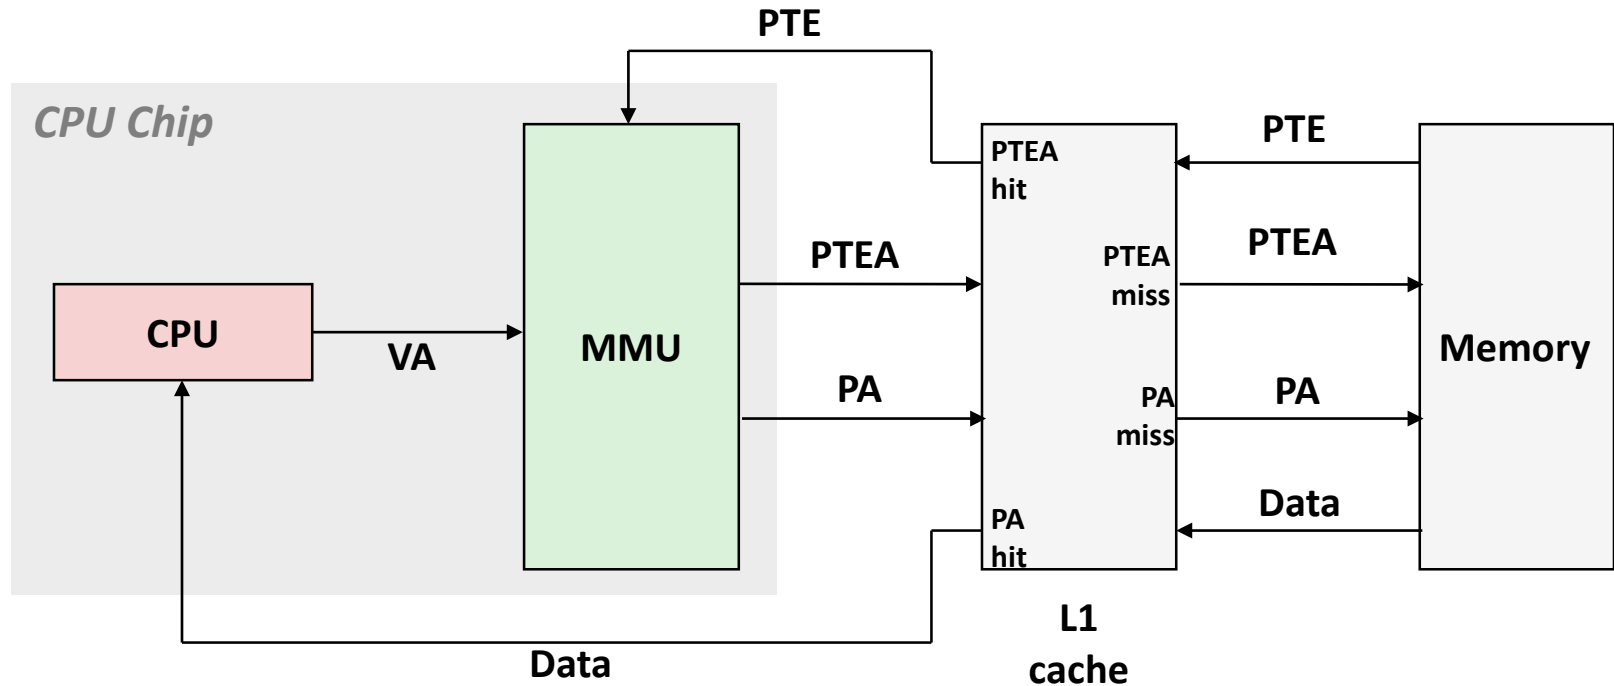 PTE
CPU Chip
PTEA
hit
PTE
PTEA
PTEA
miss
PTEA
CPU
VA
MMU
Memory
PA
PA
miss
PA
PA
hit
Data
L1
cache
Data